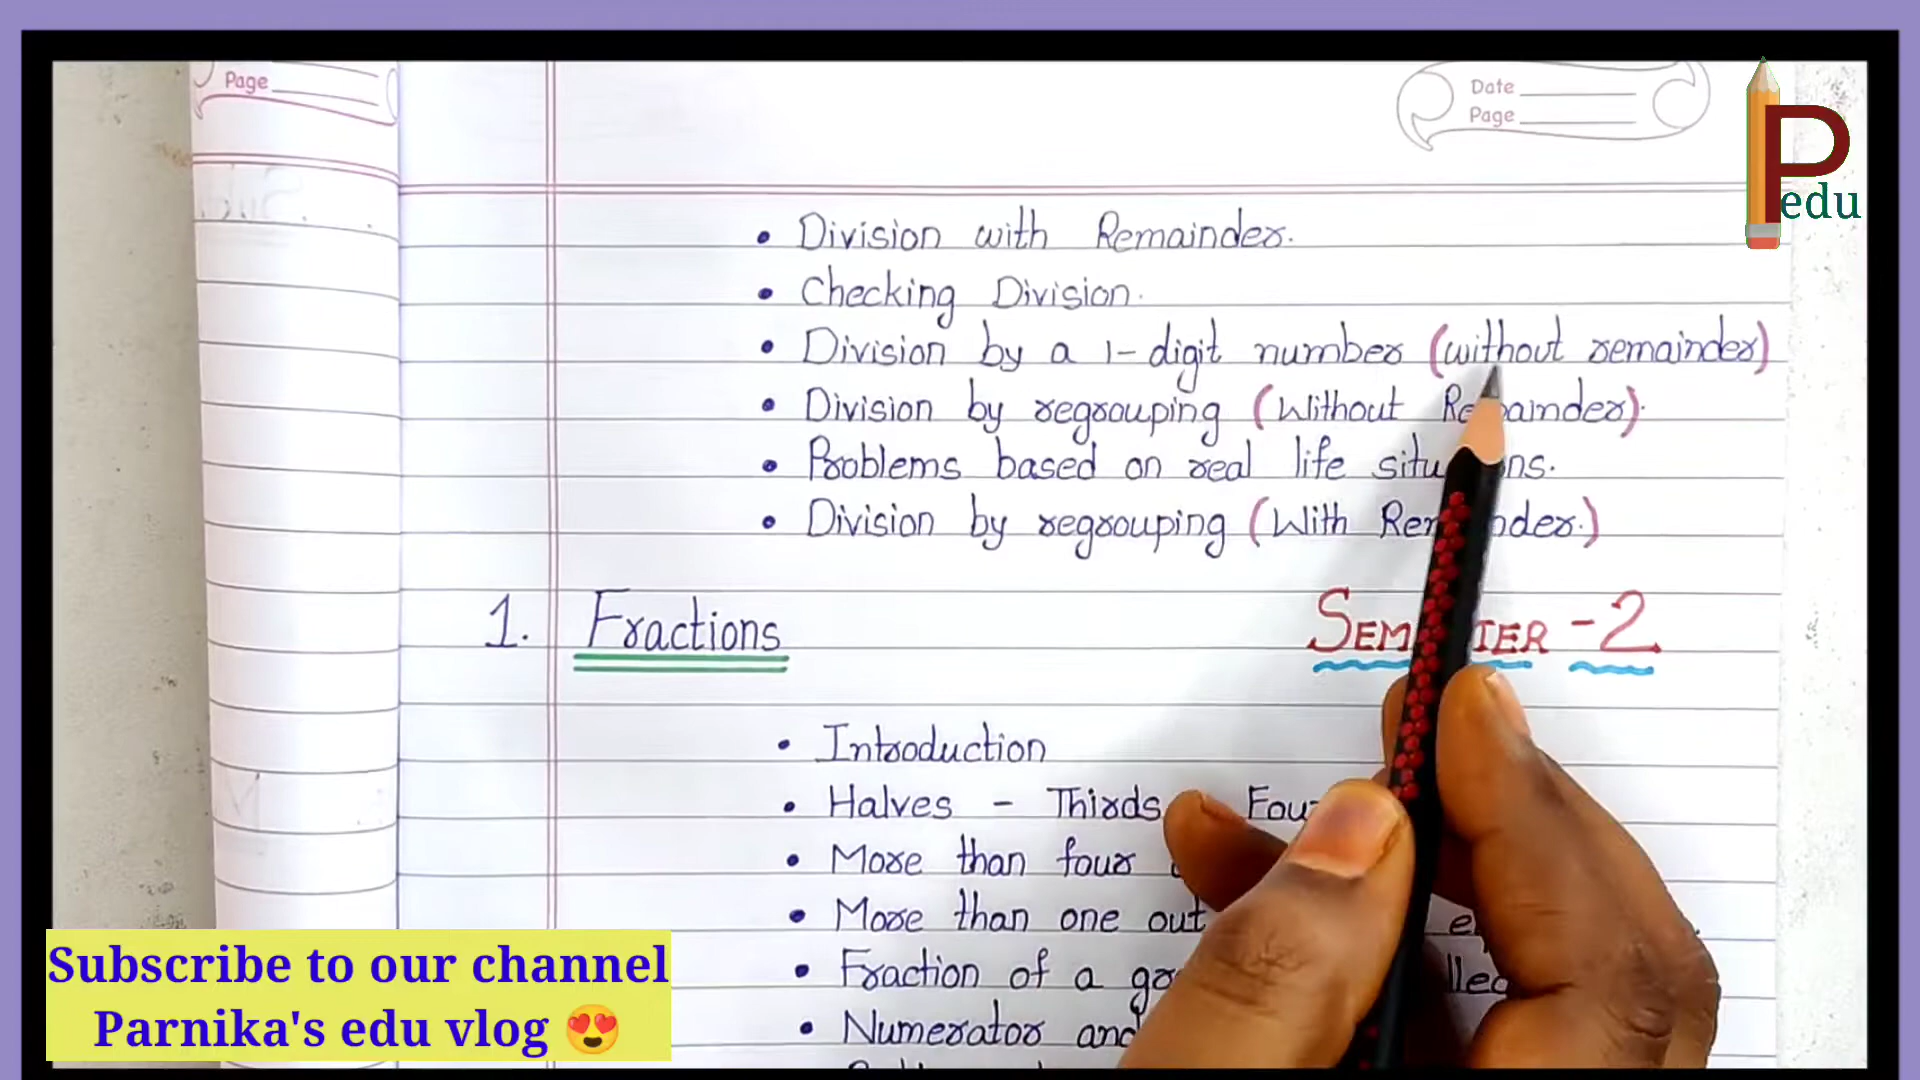 Page
Date
Page
P
edu
• Division with Remainder.
• Checking Division.
• Division by a 1-digit number (without remainder)
• Division by regrouping (Without Remainder).
• Problems based on real life situations.
• Division by regrouping (With Remainder.)
1. Fractions SEMESTER -2
• Introduction
• Halves - Thirds
• More than four
• More than one out
• Fraction of a
• Numerator and
Subscribe to our channel
Parnika's edu vlog 😍